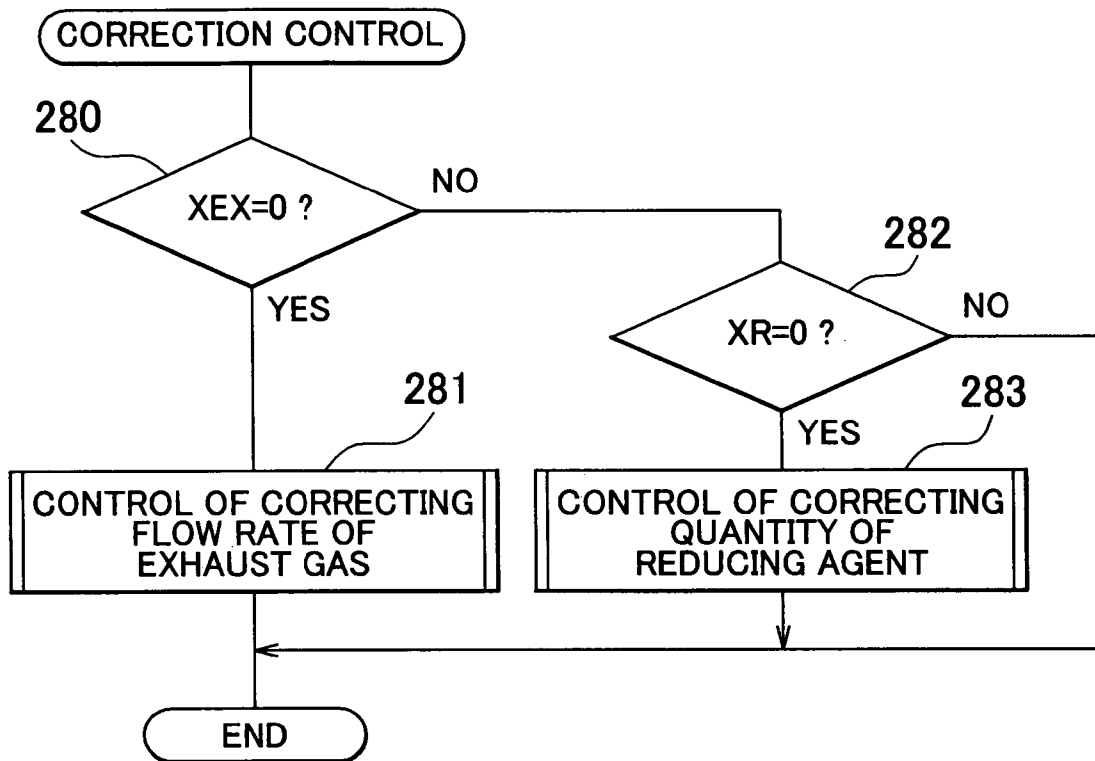 CORRECTION CONTROL
280
XEX=0 ?
NO
YES
282
XR=0 ?
NO
YES
281
CONTROL OF CORRECTING
FLOW RATE OF
EXHAUST GAS
283
CONTROL OF CORRECTING
QUANTITY OF
REDUCING AGENT
END